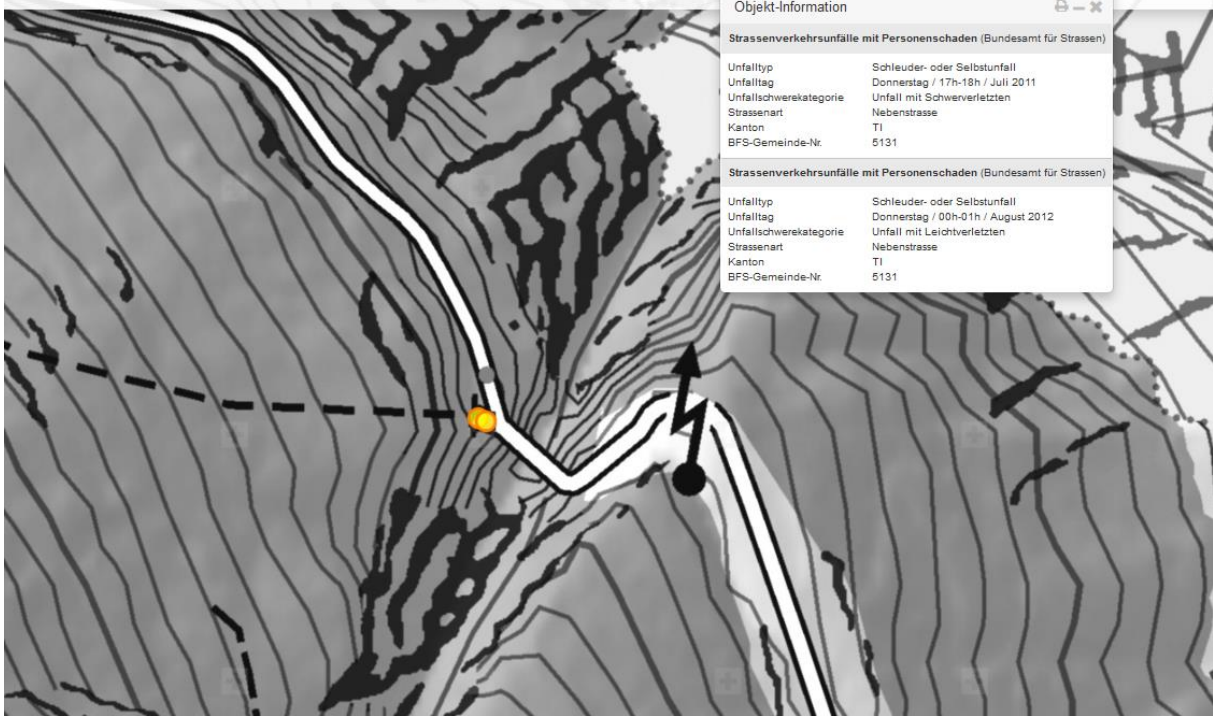 Objekt-Information
Strassenverkehrsunfälle mit Personenschaden (Bundesamt für Strassen)
Unfalltyp Schleuder- oder Selbstunfall
Unfalltag Donnerstag / 17h-18h / Juli 2011
Unfallschwerekategorie Unfall mit Schwerverletzten
Strassenart Nebenstrasse
Kanton TI
BFS-Gemeinde-Nr. 5131
Strassenverkehrsunfälle mit Personenschaden (Bundesamt für Strassen)
Unfalltyp Schleuder- oder Selbstunfall
Unfalltag Donnerstag / 00h-01h / August 2012
Unfallschwerekategorie Unfall mit Leichtverletzten
Strassenart Nebenstrasse
Kanton TI
BFS-Gemeinde-Nr. 5131